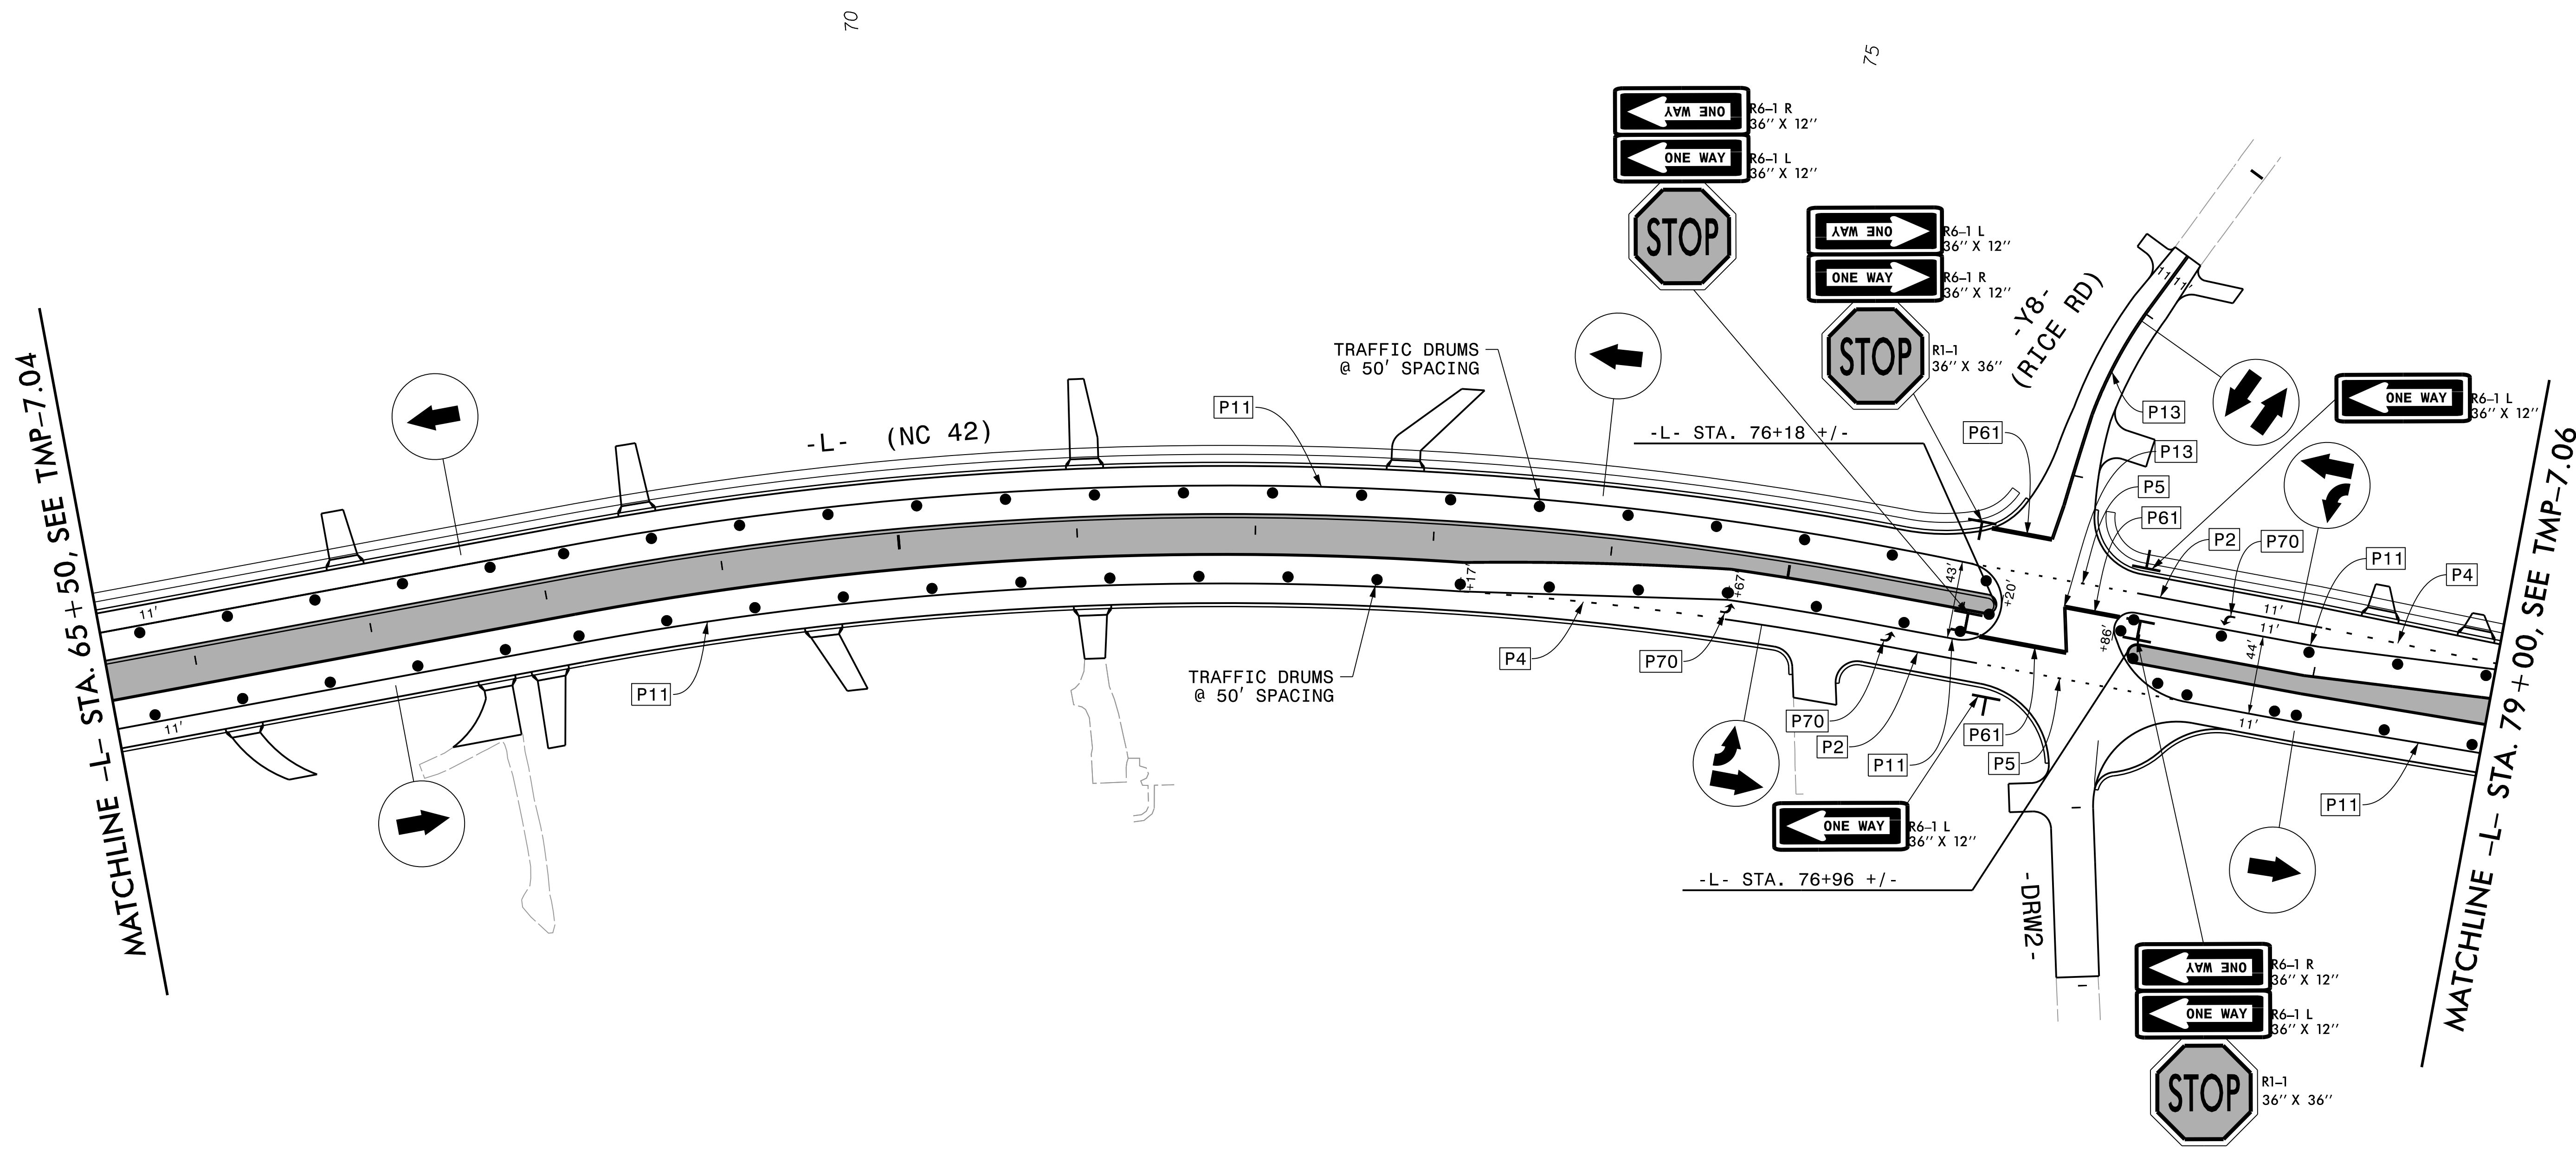 70
75
ONE WAY
R6-1 R
36" X 12"
ONE WAY
R6-1 L
36" X 12"
STOP
ONE WAY
R6-1 L
36" X 12"
ONE WAY
R6-1 R
36" X 12"
STOP
R1-1
36" X 36"
-Y8-
(RICE RD)
11'
11'
ONE WAY
R6-1 L
36" X 12"
MATCHLINE -L- STA. 65+50, SEE TMP-7.04
MATCHLINE -L- STA. 79+00, SEE TMP-7.06
TRAFFIC DRUMS
@ 50' SPACING
P11
-L- (NC 42)
-L- STA. 76+18 +/-
P61
P13
P13
P5
P61
P2
P70
P11
P4
11'
11'
43'
+20'
+17'
+67'
+86'
44'
11'
11'
11'
P11
TRAFFIC DRUMS
@ 50' SPACING
P4
P70
P70
P2
P11
P61
P5
P11
ONE WAY
R6-1 L
36" X 12"
-L- STA. 76+96 +/-
-DRW2-
ONE WAY
R6-1 R
36" X 12"
ONE WAY
R6-1 L
36" X 12"
STOP
R1-1
36" X 36"